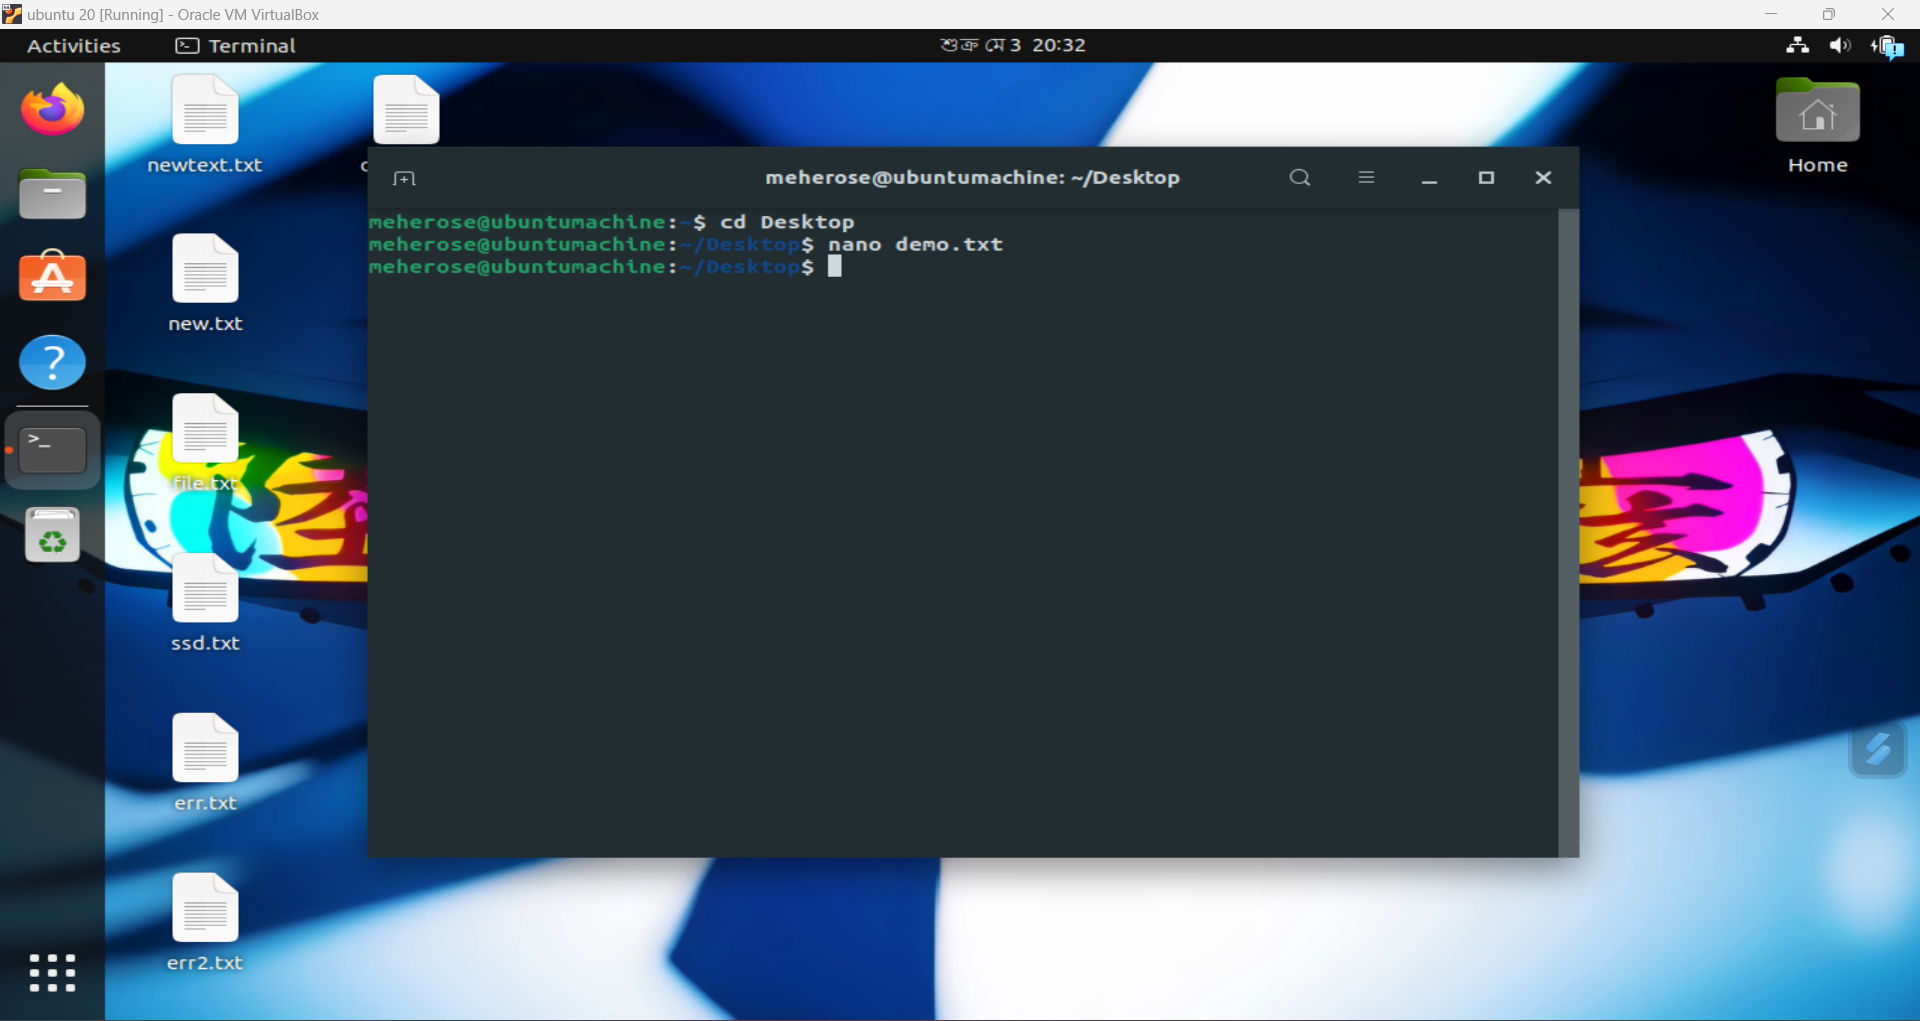 ubuntu 20 [Running] - Oracle VM VirtualBox
Activities
Terminal
শুক্র মে 3 20:32
newtext.txt
Home
meherose@ubuntumachine: ~/Desktop
meherose@ubuntumachine:~$ cd Desktop
meherose@ubuntumachine:~/Desktop$ nano demo.txt
meherose@ubuntumachine:~/Desktop$
new.txt
file.txt
ssd.txt
err.txt
err2.txt